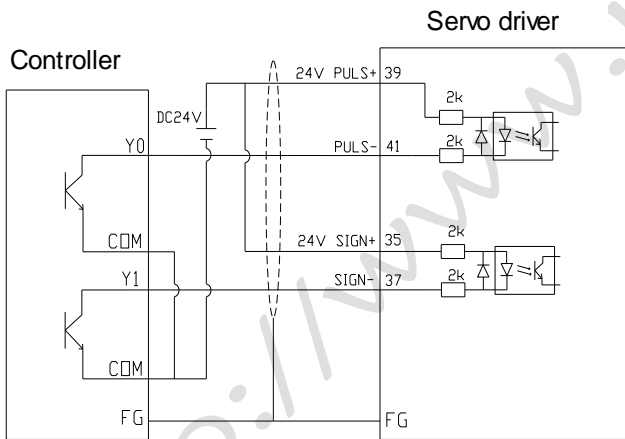 Servo driver
Controller
24V PULS+ 39
2k
DC24V
Y0
PULS- 41
2k
COM
24V SIGN+ 35
2k
Y1
SIGN- 37
2k
COM
FG
FG
://www.